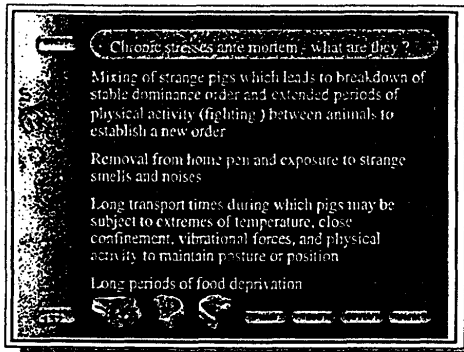 Chronic stresses ante mortem - what are they ?
Mixing of strange pigs which leads to breakdown of
stable dominance order and extended periods of
physical activity (fighting ) between animals to
establish a new order
Removal from home pen and exposure to strange
smells and noises
Long transport times during which pigs may be
subject to extremes of temperature, close
confinement, vibrational forces, and physical
activity to maintain posture or position
Long periods of food deprivation